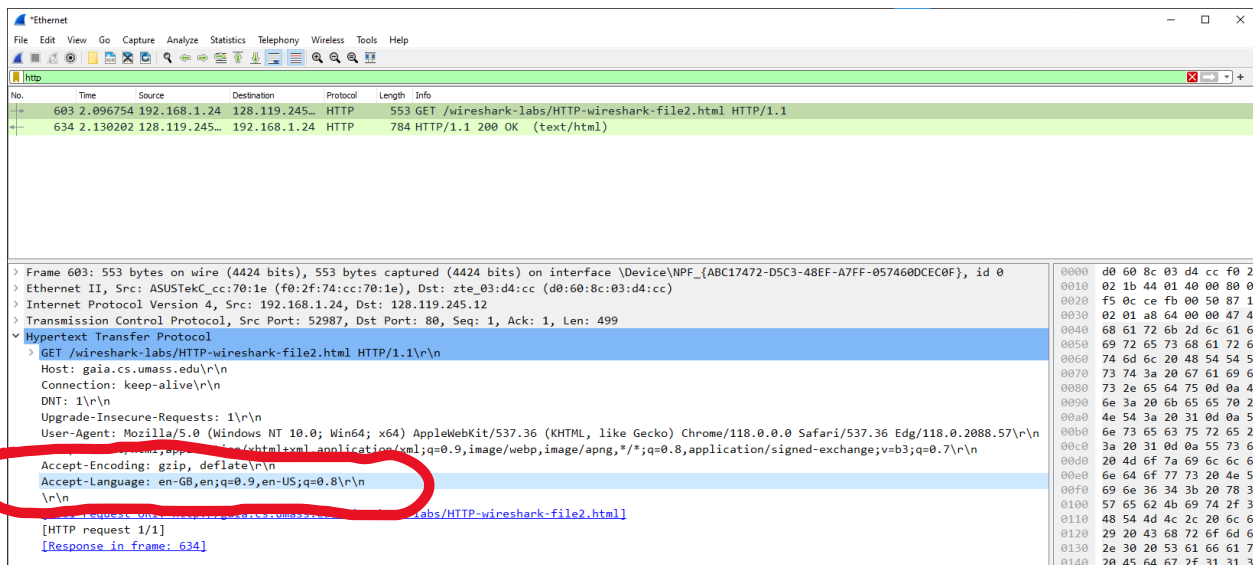 *Ethernet
File Edit View Go Capture Analyze Statistics Telephony Wireless Tools Help
http
No. Time Source Destination Protocol Length Info
603 2.096754 192.168.1.24 128.119.245… HTTP 553 GET /wireshark-labs/HTTP-wireshark-file2.html HTTP/1.1
634 2.130202 128.119.245… 192.168.1.24 HTTP 784 HTTP/1.1 200 OK (text/html)
Frame 603: 553 bytes on wire (4424 bits), 553 bytes captured (4424 bits) on interface \Device\NPF_{ABC17472-D5C3-48EF-A7FF-057460DCEC0F}, id 0
Ethernet II, Src: ASUSTekC_cc:70:1e (f0:2f:74:cc:70:1e), Dst: zte_03:d4:cc (d0:60:8c:03:d4:cc)
Internet Protocol Version 4, Src: 192.168.1.24, Dst: 128.119.245.12
Transmission Control Protocol, Src Port: 52987, Dst Port: 80, Seq: 1, Ack: 1, Len: 499
Hypertext Transfer Protocol
GET /wireshark-labs/HTTP-wireshark-file2.html HTTP/1.1\r\n
Host: gaia.cs.umass.edu\r\n
Connection: keep-alive\r\n
DNT: 1\r\n
Upgrade-Insecure-Requests: 1\r\n
User-Agent: Mozilla/5.0 (Windows NT 10.0; Win64; x64) AppleWebKit/537.36 (KHTML, like Gecko) Chrome/118.0.0.0 Safari/537.36 Edg/118.0.2088.57\r\n
application/xml;q=0.9,image/webp,image/apng,*/*;q=0.8,application/signed-exchange;v=b3;q=0.7\r\n
Accept-Encoding: gzip, deflate\r\n
Accept-Language: en-GB,en;q=0.9,en-US;q=0.8\r\n
\r\n
labs/HTTP-wireshark-file2.html]
[HTTP request 1/1]
[Response in frame: 634]
0000 d0 60 8c 03 d4 cc f0 2
0010 02 1b 44 01 40 00 80 0
0020 f5 0c ce fb 00 50 87 1
0030 02 01 a8 64 00 00 47 4
0040 68 61 72 6b 2d 6c 61 6
0050 69 72 65 73 68 61 72 6
0060 74 6d 6c 20 48 54 54 5
0070 73 74 3a 20 67 61 69 6
0080 73 2e 65 64 75 0d 0a 4
0090 6e 3a 20 6b 65 65 70 2
00a0 4e 54 3a 20 31 0d 0a 5
00b0 6e 73 65 63 75 72 65 2
00c0 3a 20 31 0d 0a 55 73 6
00d0 20 4d 6f 7a 69 6c 6c 6
00e0 6e 64 6f 77 73 20 4e 5
00f0 69 6e 36 34 3b 20 78 3
0100 57 65 62 4b 69 74 2f 3
0110 48 54 4d 4c 2c 20 6c 6
0120 29 20 43 68 72 6f 6d 6
0130 2e 30 20 53 61 66 61 7
0140 20 45 64 67 2f 31 31 3